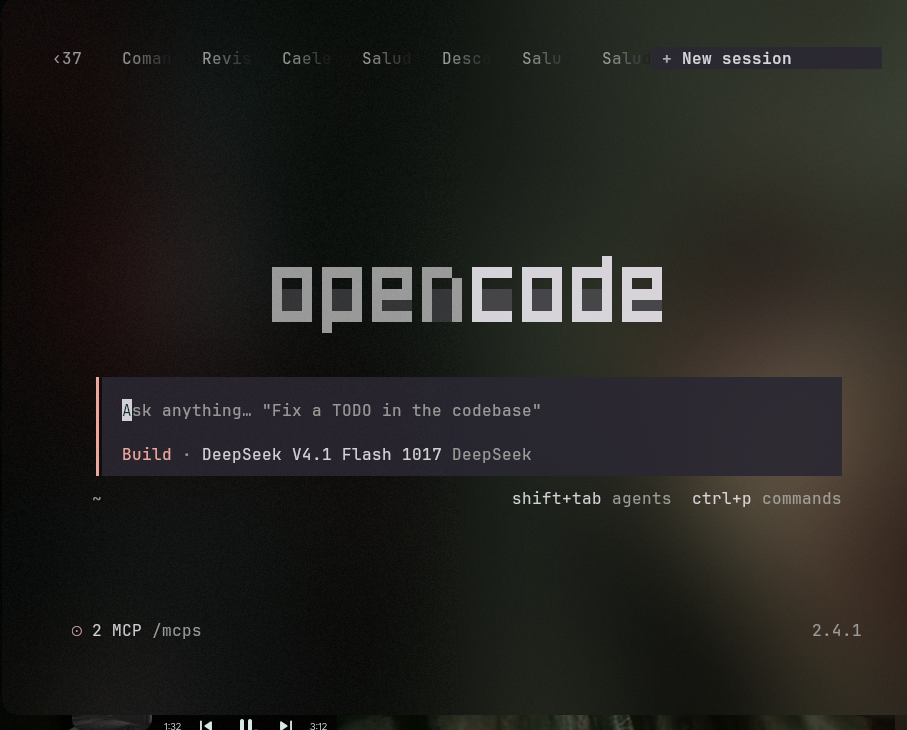 ‹37 Coman Revis Caele Salud Desco Salu Salu + New session
opencode
Ask anything… "Fix a TODO in the codebase"
Build · DeepSeek V4.1 Flash 1017 DeepSeek
~ shift+tab agents ctrl+p commands
⊙ 2 MCP /mcps 2.4.1
1:32 3:12